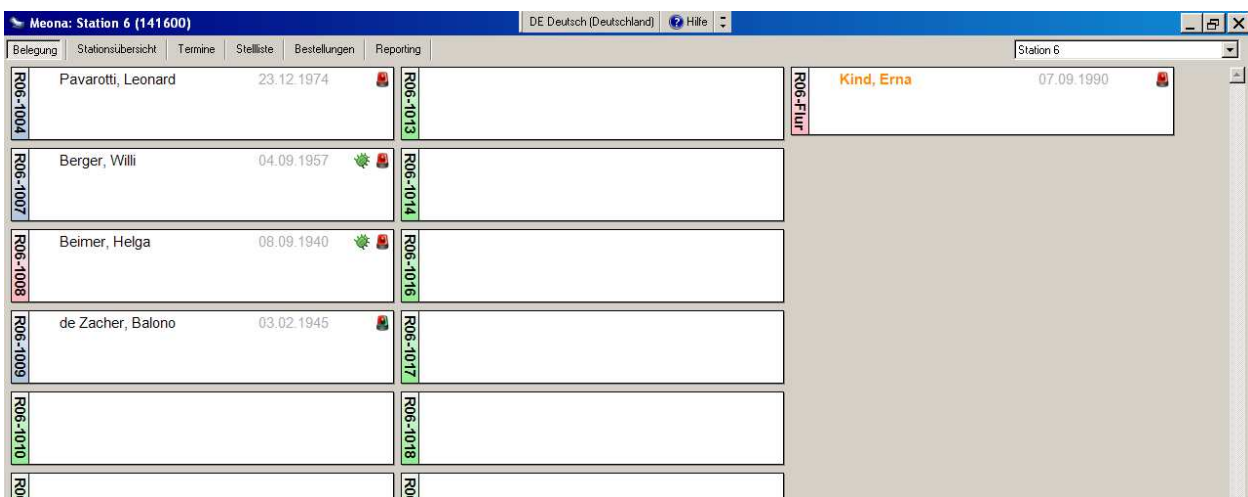 Meona: Station 6 (141600)
DE Deutsch (Deutschland) Hilfe
Belegung Stationsübersicht Termine Stellliste Bestellungen Reporting
Station 6
R06-1004
Pavarotti, Leonard 23.12.1974
R06-1007
Berger, Willi 04.09.1957
R06-1008
Beimer, Helga 08.09.1940
R06-1009
de Zacher, Balono 03.02.1945
R06-1010
R06-1013
R06-1014
R06-1016
R06-1017
R06-1018
R06-Flur
Kind, Erna 07.09.1990